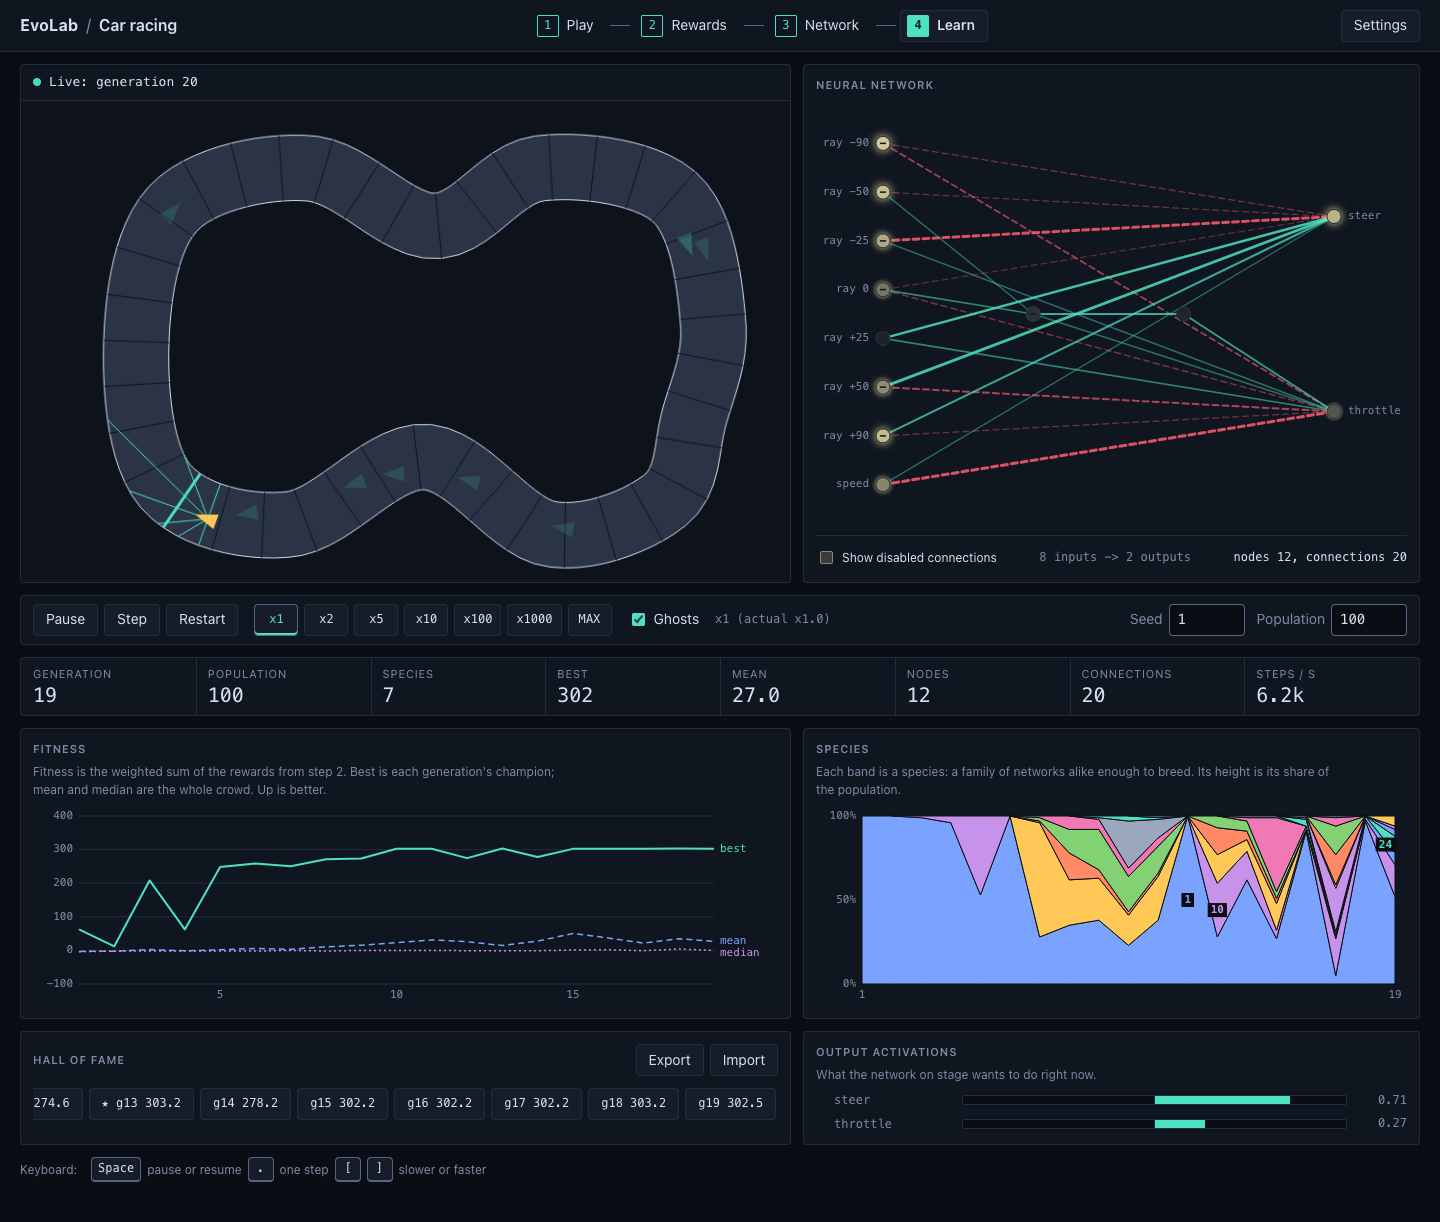 EvoLab / Car racing
1 Play
2 Rewards
3 Network
4 Learn
Settings
Live: generation 20
NEURAL NETWORK
ray −90
ray −50
ray −25
ray 0
ray +25
ray +50
ray +90
speed
steer
throttle
Show disabled connections
8 inputs −> 2 outputs
nodes 12, connections 20
Pause
Step
Restart
x1
x2
x5
x10
x100
x1000
MAX
Ghosts
x1 (actual x1.0)
Seed
1
Population
100
GENERATION
19
POPULATION
100
SPECIES
7
BEST
302
MEAN
27.0
NODES
12
CONNECTIONS
20
STEPS / S
6.2k
FITNESS
Fitness is the weighted sum of the rewards from step 2. Best is each generation's champion;
mean and median are the whole crowd. Up is better.
400
300
200
100
0
−100
5
10
15
best
mean
median
SPECIES
Each band is a species: a family of networks alike enough to breed. Its height is its share of
the population.
100%
50%
0%
1
19
1
10
24
HALL OF FAME
Export
Import
274.6
★ g13 303.2
g14 278.2
g15 302.2
g16 302.2
g17 302.2
g18 303.2
g19 302.5
OUTPUT ACTIVATIONS
What the network on stage wants to do right now.
steer
0.71
throttle
0.27
Keyboard: Space pause or resume . one step [ ] slower or faster